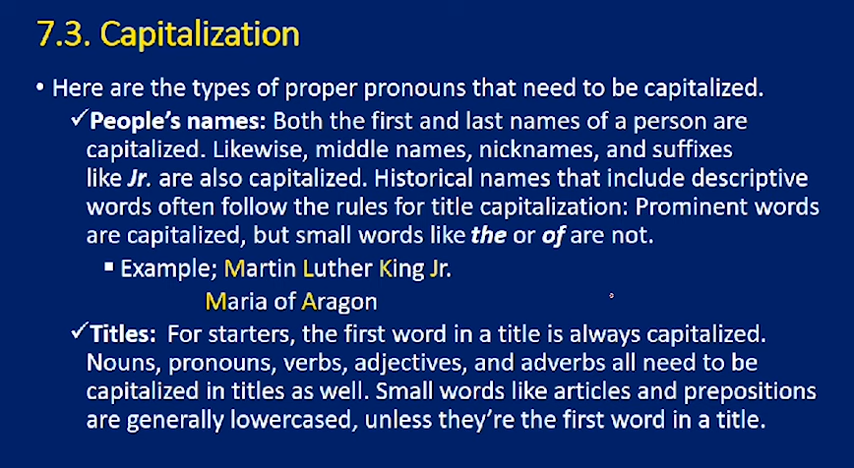 7.3. Capitalization
• Here are the types of proper pronouns that need to be capitalized.
✓People's names: Both the first and last names of a person are
capitalized. Likewise, middle names, nicknames, and suffixes
like Jr. are also capitalized. Historical names that include descriptive
words often follow the rules for title capitalization: Prominent words
are capitalized, but small words like the or of are not.
▪ Example; Martin Luther King Jr.
Maria of Aragon
✓Titles: For starters, the first word in a title is always capitalized.
Nouns, pronouns, verbs, adjectives, and adverbs all need to be
capitalized in titles as well. Small words like articles and prepositions
are generally lowercased, unless they're the first word in a title.